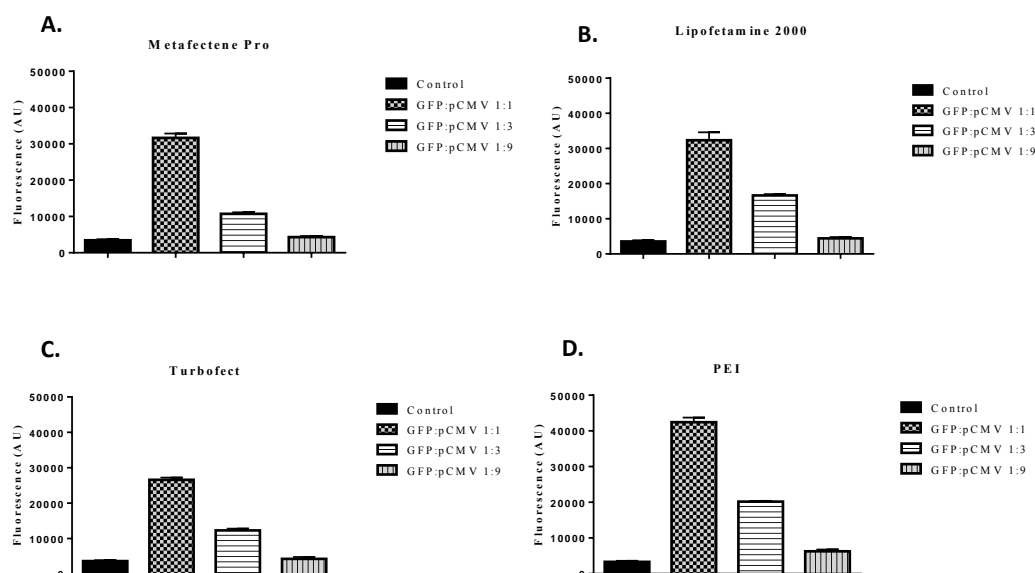 A.
Metafectene Pro
50000
40000
30000
20000
10000
0
Fluorescence (AU)
Control
GFP:pCMV 1:1
GFP:pCMV 1:3
GFP:pCMV 1:9
B.
Lipofetamine 2000
50000
40000
30000
20000
10000
0
Fluorescence (AU)
Control
GFP:pCMV 1:1
GFP:pCMV 1:3
GFP:pCMV 1:9
C.
Turbofect
50000
40000
30000
20000
10000
0
Fluorescence (AU)
Control
GFP:pCMV 1:1
GFP:pCMV 1:3
GFP:pCMV 1:9
D.
PEI
50000
40000
30000
20000
10000
0
Fluorescence (AU)
Control
GFP:pCMV 1:1
GFP:pCMV 1:3
GFP:pCMV 1:9